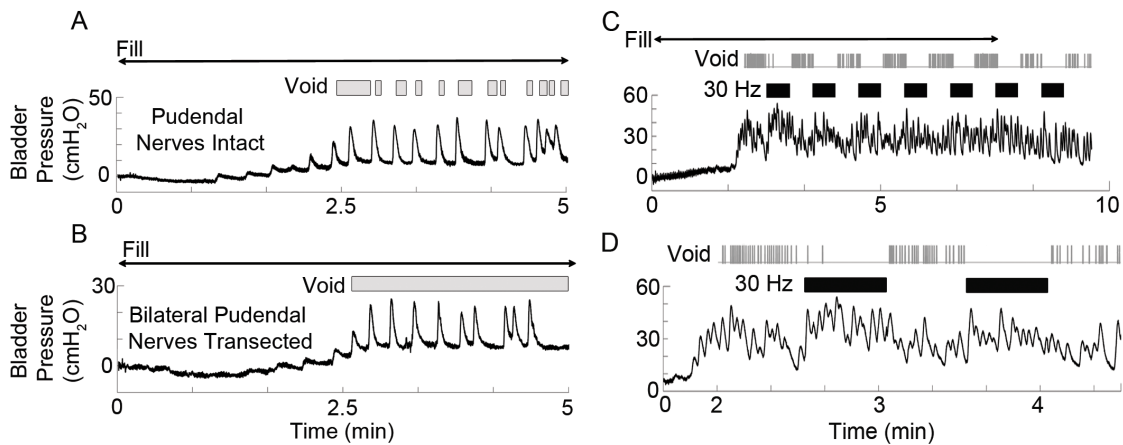 A
Fill
Void
50
Pudendal
Nerves Intact
0
Bladder
Pressure
(cmH2O)
0
2.5
5
B
Fill
Void
30
Bilateral Pudendal
Nerves Transected
0
Bladder
Pressure
(cmH2O)
0
2.5
5
Time (min)
C
Fill
Void
30 Hz
60
30
0
0
5
10
D
Void
30 Hz
60
30
0
0
2
3
4
Time (min)